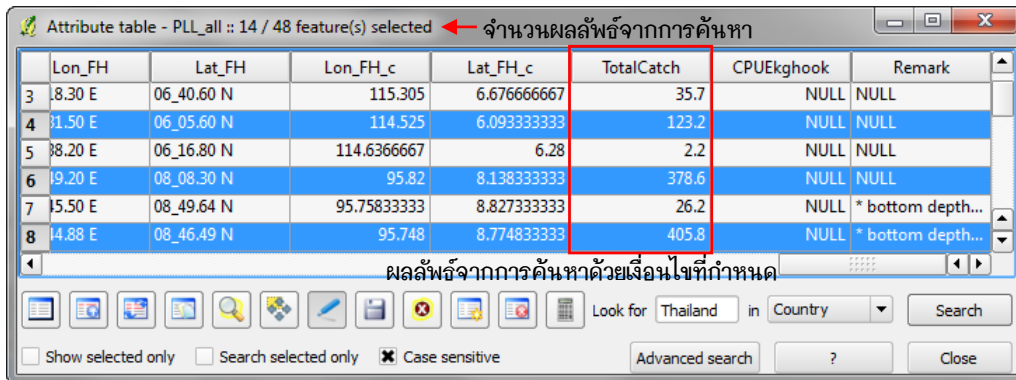 Attribute table - PLL_all :: 14 / 48 feature(s) selected จำนวนผลลัพธ์จากการค้นหา
Lon_FH Lat_FH Lon_FH_c Lat_FH_c TotalCatch CPUEkghook Remark
3 8.30 E 06_40.60 N 115.305 6.676666667 35.7 NULL NULL
4 31.50 E 06_05.60 N 114.525 6.093333333 123.2 NULL NULL
5 38.20 E 06_16.80 N 114.6366667 6.28 2.2 NULL NULL
6 49.20 E 08_08.30 N 95.82 8.138333333 378.6 NULL NULL
7 45.50 E 08_49.64 N 95.75833333 8.827333333 26.2 NULL * bottom depth...
8 44.88 E 08_46.49 N 95.748 8.774833333 405.8 NULL * bottom depth...
ผลลัพธ์จากการค้นหาด้วยเงื่อนไขที่กำหนด
Look for Thailand in Country Search
Show selected only Search selected only Case sensitive Advanced search ? Close